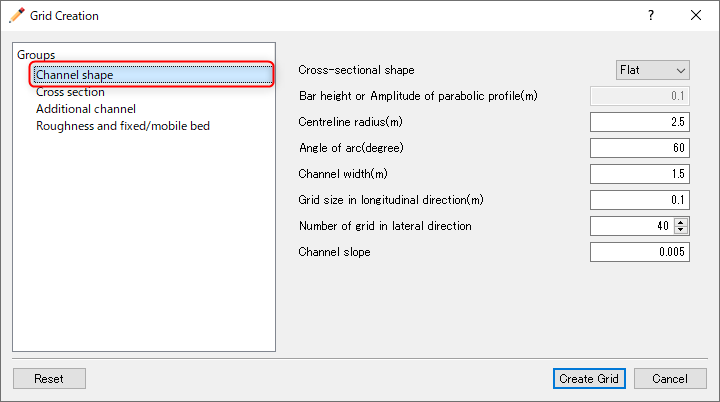 Grid Creation
?
Groups
Channel shape
Cross section
Additional channel
Roughness and fixed/mobile bed
Cross-sectional shape Flat
Bar height or Amplitude of parabolic profile(m) 0.1
Centreline radius(m) 2.5
Angle of arc(degree) 60
Channel width(m) 1.5
Grid size in longitudinal direction(m) 0.1
Number of grid in lateral direction 40
Channel slope 0.005
Reset Create Grid Cancel